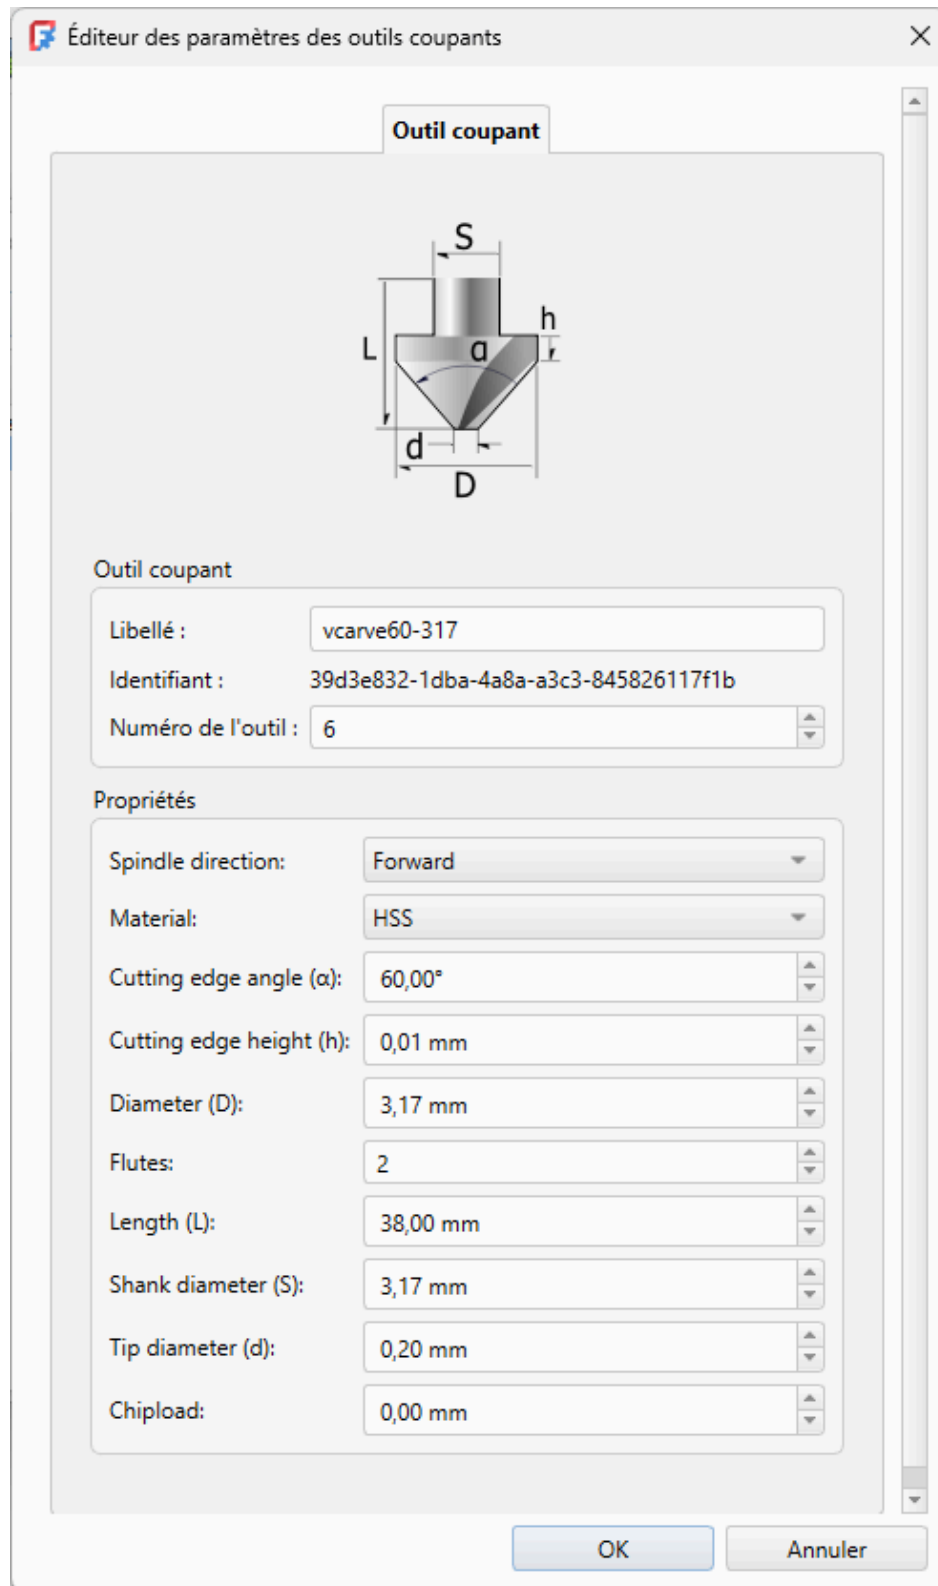 Éditeur des paramètres des outils coupants
Outil coupant
S
h
L
α
d
D
Outil coupant
Libellé : vcarve60-317
Identifiant : 39d3e832-1dba-4a8a-a3c3-845826117f1b
Numéro de l'outil : 6
Propriétés
Spindle direction: Forward
Material: HSS
Cutting edge angle (α): 60,00°
Cutting edge height (h): 0,01 mm
Diameter (D): 3,17 mm
Flutes: 2
Length (L): 38,00 mm
Shank diameter (S): 3,17 mm
Tip diameter (d): 0,20 mm
Chipload: 0,00 mm
OK Annuler